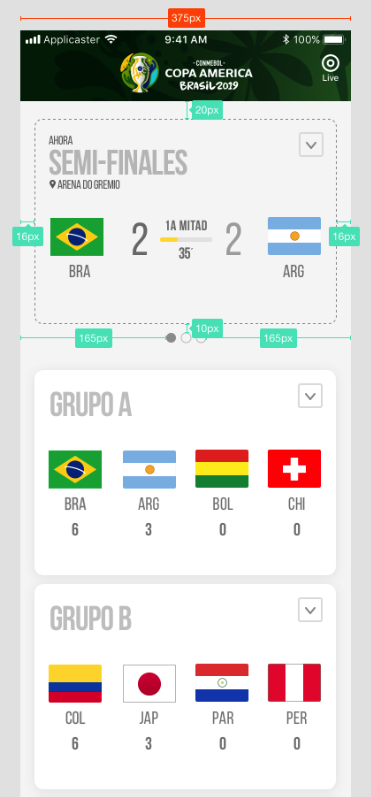 375px
Applicaster 9:41 AM 100%
-CONMEBOL-
COPA AMERICA
BRASIL 2019
Live
20px
AHORA
SEMI-FINALES
ARENA DO GREMIO
16px 16px
2 1A MITAD 2
35´
BRA ARG
165px 10px 165px
GRUPO A
BRA ARG BOL CHI
6 3 0 0
GRUPO B
COL JAP PAR PER
6 3 0 0